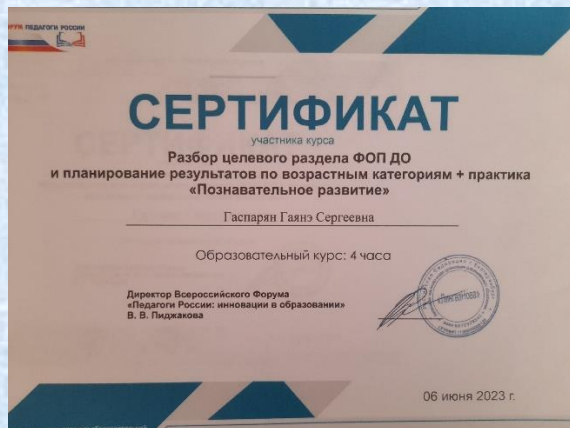 ПЕДАГОГИ РОССИИ
СЕРТИФИКАТ
участника курса
Разбор целевого раздела ФОП ДО
и планирование результатов по возрастным категориям + практика
«Познавательное развитие»
Гаспарян Гаянэ Сергеевна
Образовательный курс: 4 часа
Директор Всероссийского Форума
«Педагоги России: инновации в образовании»
В. В. Пиджакова
06 июня 2023 г.